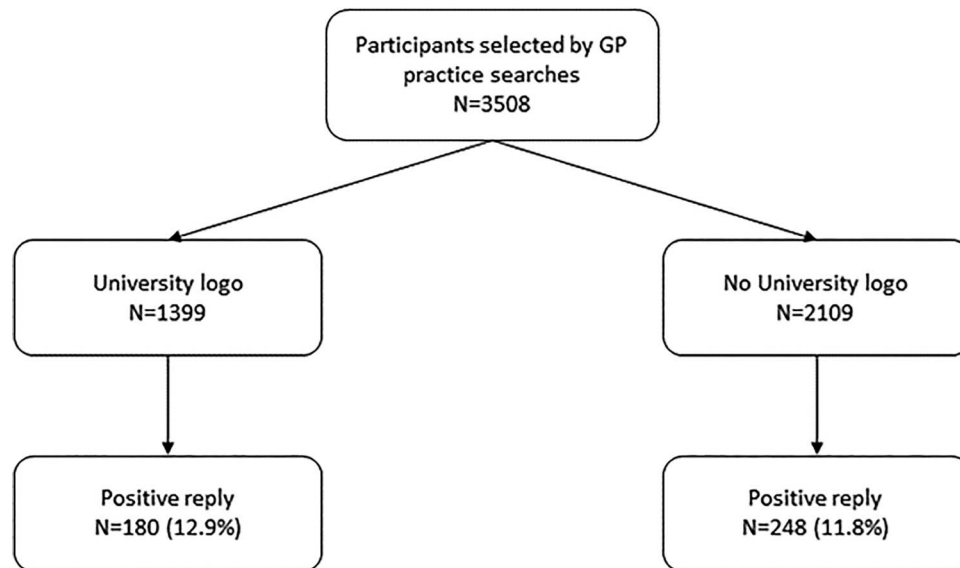 Participants selected by GP
practice searches
N=3508
University logo
N=1399
No University logo
N=2109
Positive reply
N=180 (12.9%)
Positive reply
N=248 (11.8%)